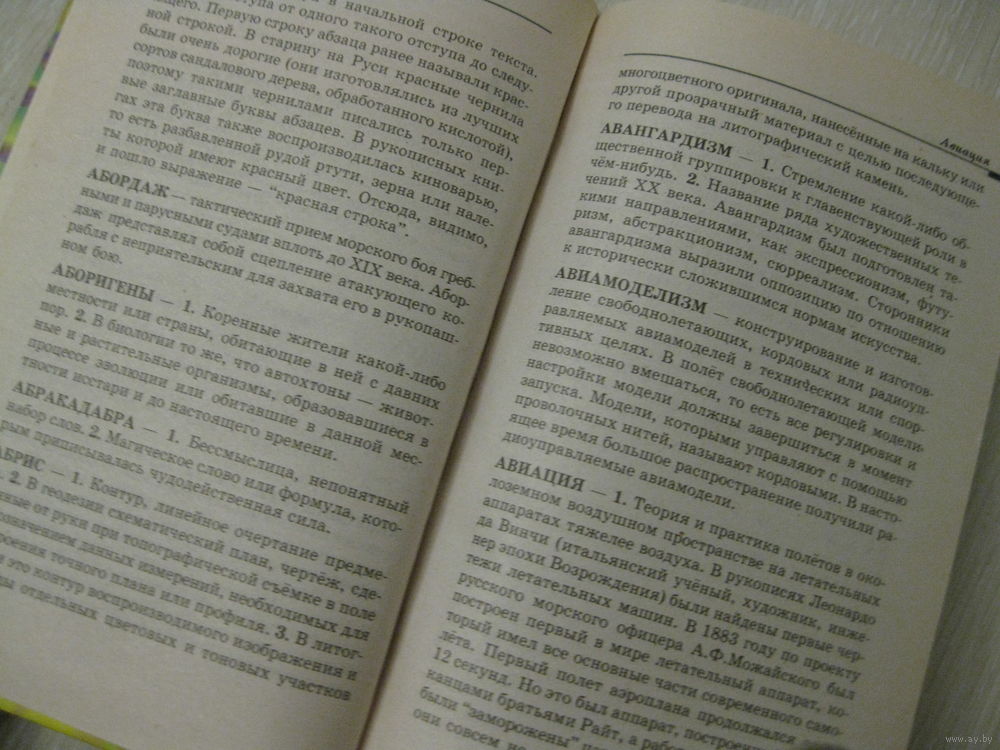 в начальной строке текста.
от одного такого отступа до следу-
ющего. Первую строку абзаца ранее называли крас-
ной строкой. В старину на Руси красные чернила
были очень дорогие (они изготовлялись из лучших
сортов сандалового дерева, обработанного кислотой),
поэтому такими чернилами писались только пер-
вые заглавные буквы абзацев. В рукописных кни-
гах эта буква также воспроизводилась киноварью,
то есть разбавленной рудой ртути, зерна или нале-
ты которой имеют красный цвет. Отсюда, видимо,
и пошло выражение — “красная строка”.
АБОРДАЖ — тактический прием морского боя греб-
ными и парусными судами вплоть до XIX века. Абор-
даж представлял собой сцепление атакующего ко-
рабля с неприятельским для захвата его в рукопаш-
ном бою.
АБОРИГЕНЫ — 1. Коренные жители какой-либо
местности или страны, обитающие в ней с давних
пор. 2. В биологии то же, что автохтоны — живот-
ные и растительные организмы, образовавшиеся в
процессе эволюции или обитавшие в данной мес-
тности исстари и до настоящего времени.
АБРАКАДАБРА — 1. Бессмыслица, непонятный
набор слов. 2. Магическое слово или формула, кото-
рым приписывалась чудодейственная сила.
АБРИС — 1. Контур, линейное очертание предме-
2. В геодезии схематический план, чертёж, сде-
от руки при топографической съёмке в поле
данных измерений, необходимых для
точного плана или профиля. 3. В литог-
это контур воспроизводимого изображения и
отдельных цветовых и тоновых участков
Авиация
многоцветного оригинала, нанесённые на кальку или
другой прозрачный материал с целью последующе-
го перевода на литографический камень.
АВАНГАРДИЗМ — 1. Стремление какой-либо об-
щественной группировки к главенствующей роли в
чём-нибудь. 2. Название ряда художественных те-
чений XX века. Авангардизм был подготовлен та-
кими направлениями, как экспрессионизм, футу-
ризм, абстракционизм, сюрреализм. Сторонники
авангардизма выразили оппозицию по отношению
к исторически сложившимся нормам искусства.
АВИАМОДЕЛИЗМ — конструирование и изготов-
ление свободнолетающих, кордовых или радиоуп-
равляемых авиамоделей в технических или спор-
тивных целях. В полёт свободнолетающей модели
невозможно вмешаться, то есть все регулировки и
настройки модели должны завершиться в момент
запуска. Модели, которыми управляют с помощью
проволочных нитей, называют кордовыми. В насто-
ящее время большое распространение получили ра-
диоуправляемые авиамодели.
АВИАЦИЯ — 1. Теория и практика полётов в око-
лоземном воздушном пространстве на летательных
аппаратах тяжелее воздуха. В рукописях Леонардо
да Винчи (итальянский учёный, художник, инже-
нер эпохи Возрождения) были найдены первые чер-
тежи летательных машин. В 1883 году по проекту
русского морского офицера А.Ф.Можайского был
построен первый в мире летательный аппарат, ко-
торый имел все основные части современного само-
лёта. Первый полет аэроплана продолжался
12 секунд. Но это был аппарат, построенный
канцами братьями Райт, а
были “заморожены”
они совсем
www.ay.by